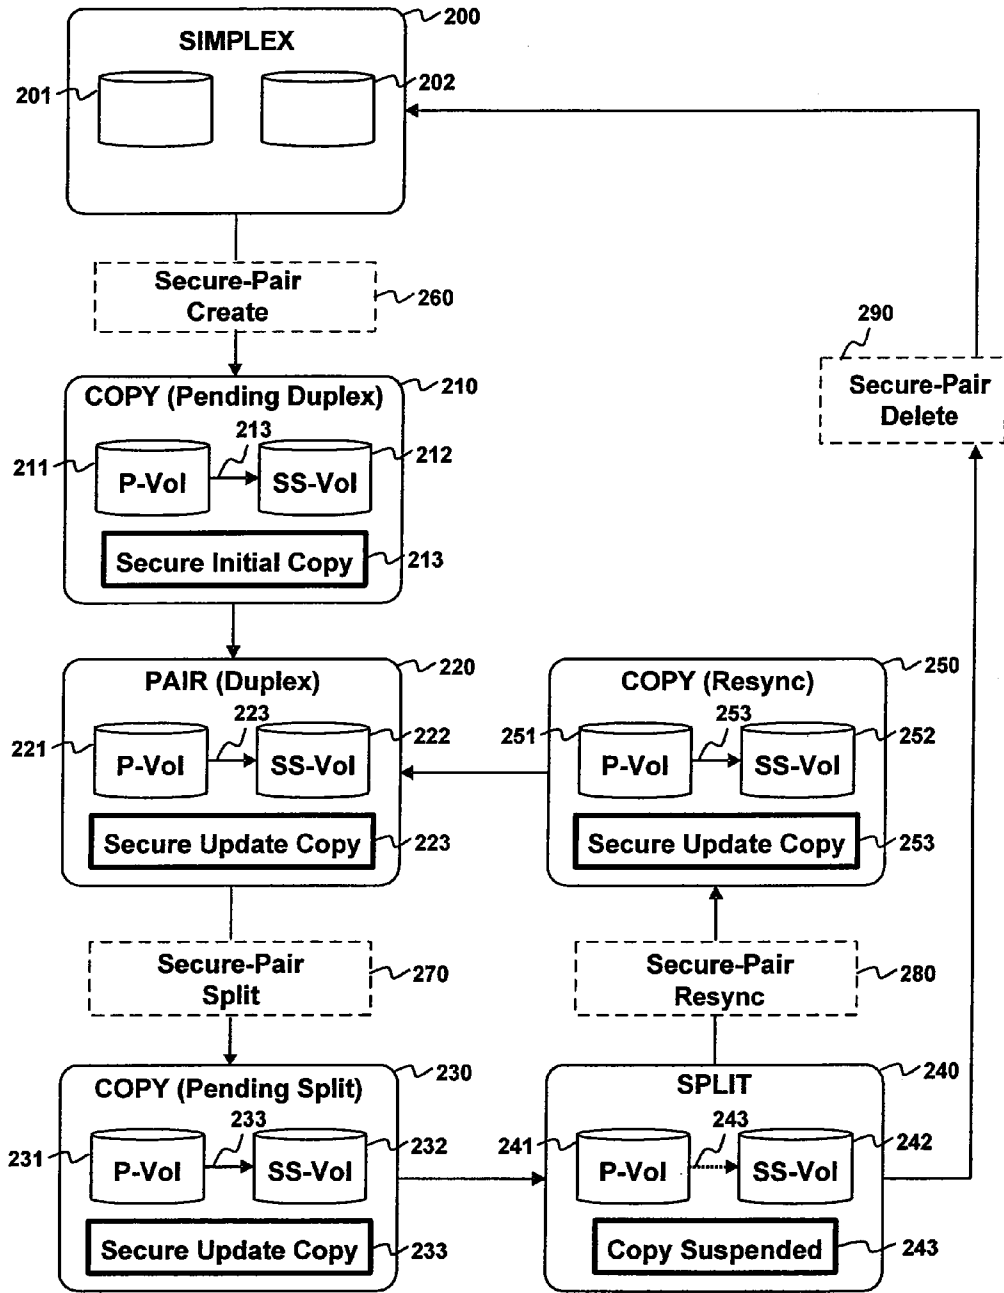 200
SIMPLEX
201
202
Secure-Pair
Create
260
290
Secure-Pair
Delete
COPY (Pending Duplex)
210
213
211
P-Vol
SS-Vol
212
Secure Initial Copy
213
PAIR (Duplex)
220
223
221
P-Vol
SS-Vol
222
Secure Update Copy
223
COPY (Resync)
250
253
251
P-Vol
SS-Vol
252
Secure Update Copy
253
Secure-Pair
Split
270
Secure-Pair
Resync
280
COPY (Pending Split)
230
233
231
P-Vol
SS-Vol
232
Secure Update Copy
233
SPLIT
240
243
241
P-Vol
SS-Vol
242
Copy Suspended
243